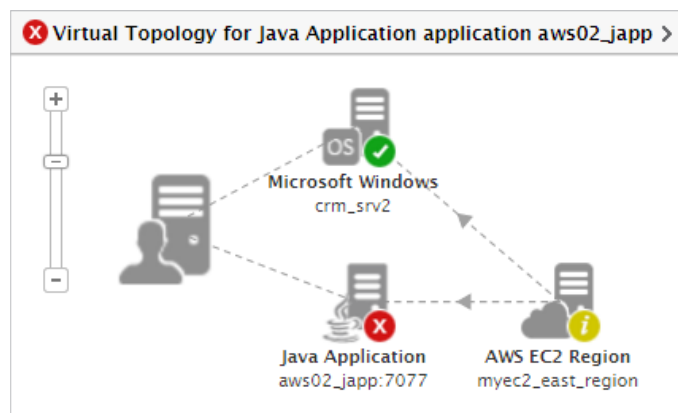 Virtual Topology for Java Application application aws02_japp
OS
Microsoft Windows
crm_srv2
Java Application
aws02_japp:7077
AWS EC2 Region
myec2_east_region